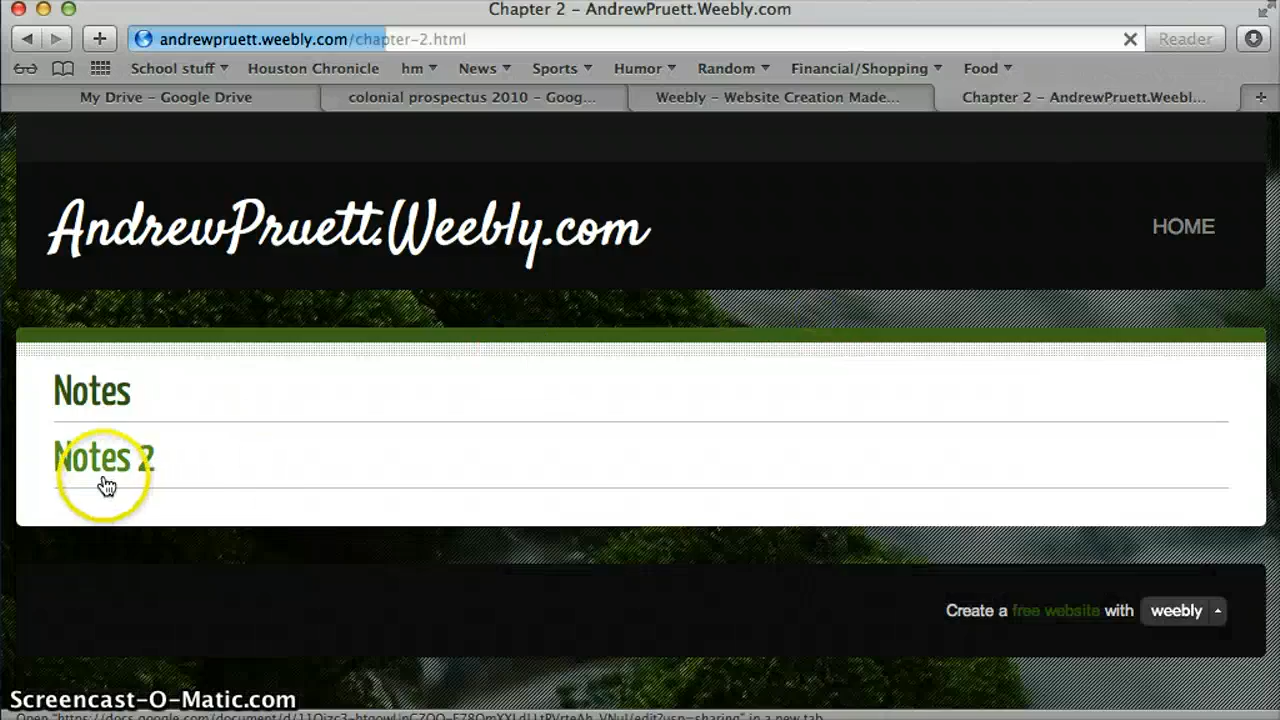 Chapter 2 – AndrewPruett.Weebly.com
andrewpruett.weebly.com/chapter-2.html
Reader
School stuff Houston Chronicle hm News Sports Humor Random Financial/Shopping Food
My Drive – Google Drive
colonial prospectus 2010 – Goog...
Weebly – Website Creation Made...
Chapter 2 – AndrewPruett.Weebl...
AndrewPruett.Weebly.com
HOME
Notes
Notes 2
Create a free website with weebly
Screencast-O-Matic.com